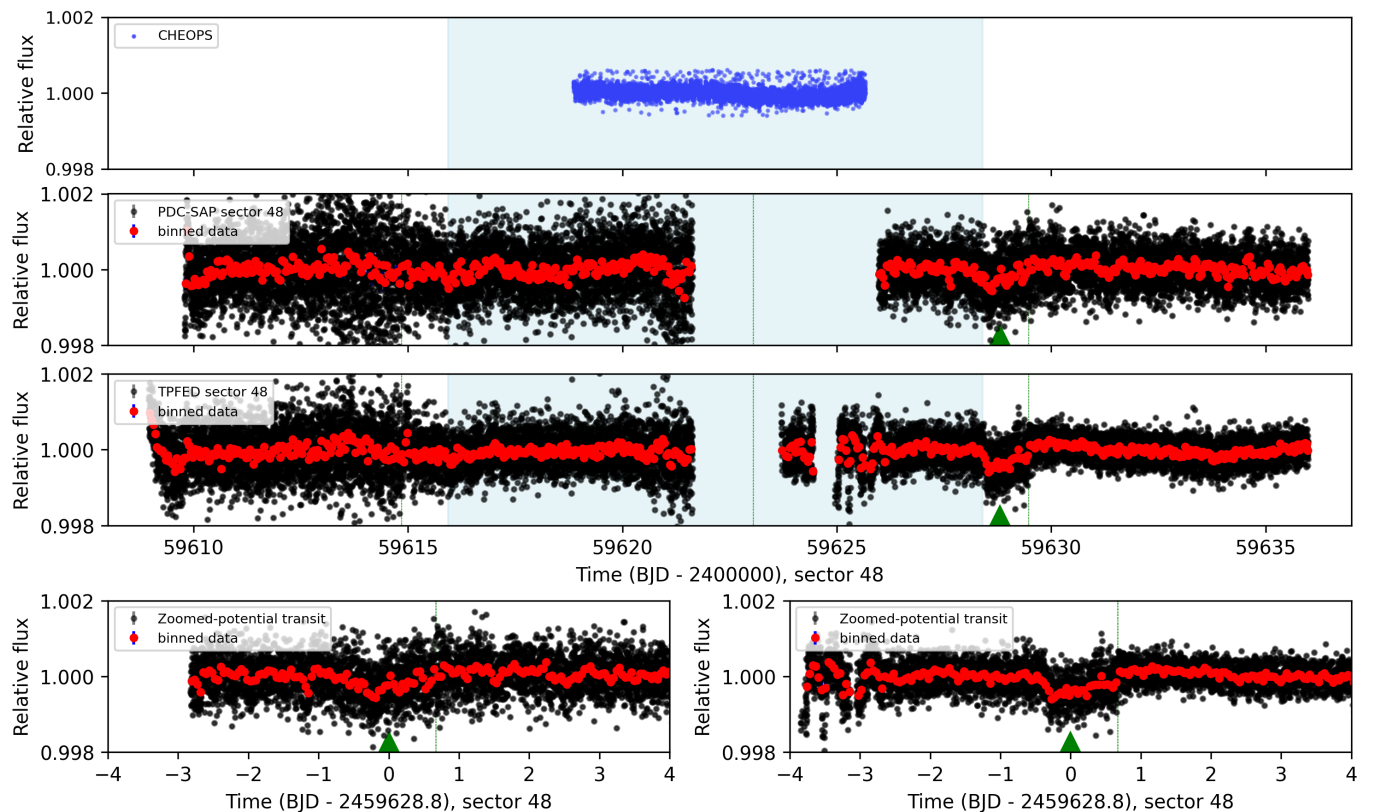 1.002
CHEOPS
Relative flux
1.000
0.998
1.002
PDC-SAP sector 48
binned data
Relative flux
1.000
0.998
1.002
TPFED sector 48
binned data
Relative flux
1.000
0.998
59610 59615 59620 59625 59630 59635
Time (BJD - 2400000), sector 48
1.002
Zoomed-potential transit
binned data
Relative flux
1.000
0.998
−4 −3 −2 −1 0 1 2 3 4
Time (BJD - 2459628.8), sector 48
1.002
Zoomed-potential transit
binned data
Relative flux
1.000
0.998
−4 −3 −2 −1 0 1 2 3 4
Time (BJD - 2459628.8), sector 48